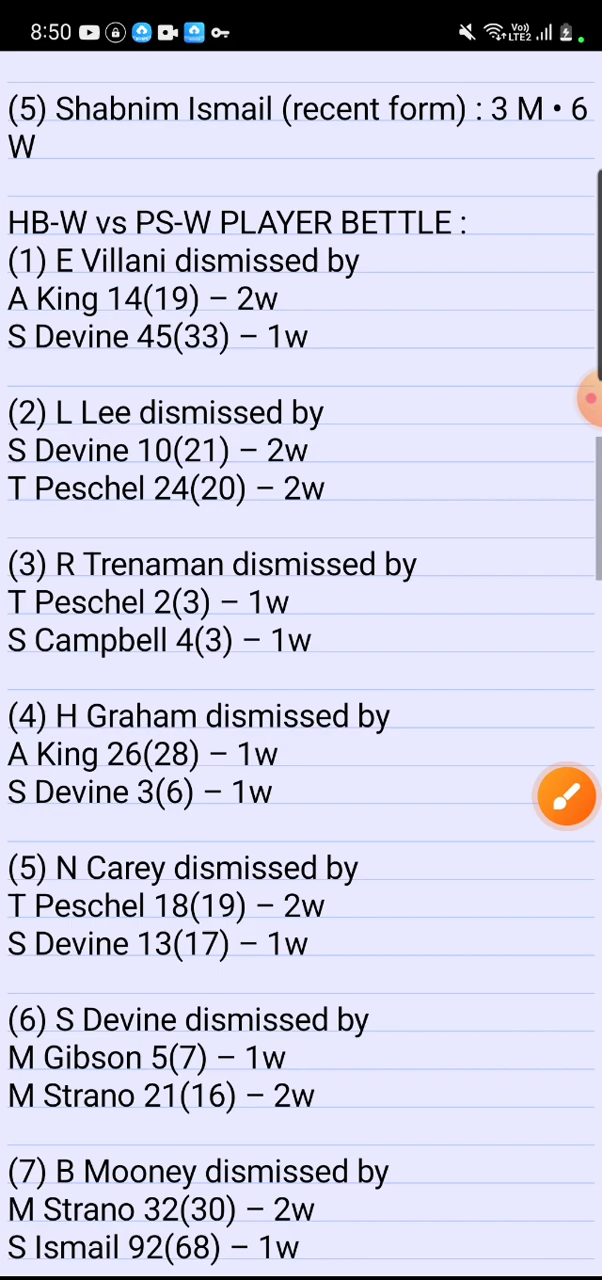 8:50
Vo))
LTE2
(5) Shabnim Ismail (recent form) : 3 M • 6
W
HB-W vs PS-W PLAYER BETTLE :
(1) E Villani dismissed by
A King 14(19) – 2w
S Devine 45(33) – 1w
(2) L Lee dismissed by
S Devine 10(21) – 2w
T Peschel 24(20) – 2w
(3) R Trenaman dismissed by
T Peschel 2(3) – 1w
S Campbell 4(3) – 1w
(4) H Graham dismissed by
A King 26(28) – 1w
S Devine 3(6) – 1w
(5) N Carey dismissed by
T Peschel 18(19) – 2w
S Devine 13(17) – 1w
(6) S Devine dismissed by
M Gibson 5(7) – 1w
M Strano 21(16) – 2w
(7) B Mooney dismissed by
M Strano 32(30) – 2w
S Ismail 92(68) – 1w